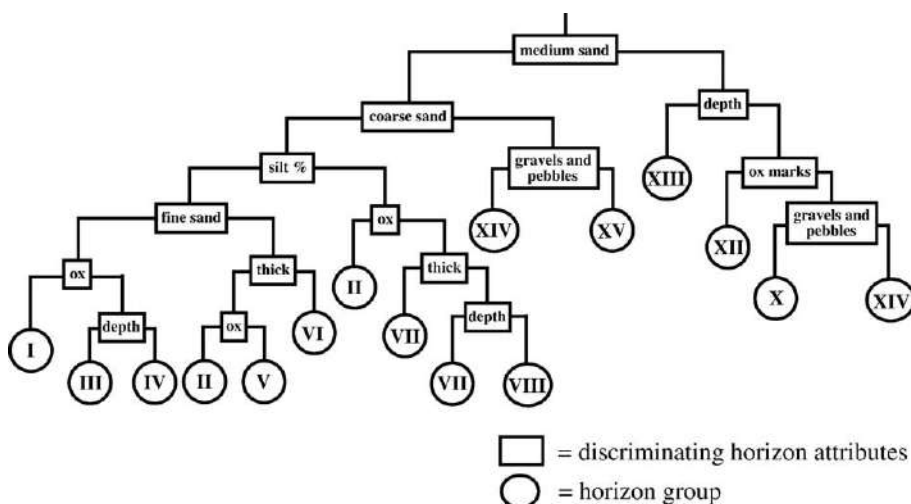 medium sand
depth
coarse sand
gravels and
pebbles
XIII
ox marks
silt %
fine sand
ox
XIV
XV
XII
gravels and
pebbles
ox
thick
II
thick
X
XIV
I
depth
ox
VI
VII
depth
III
IV
II
V
VII
VIII
= discriminating horizon attributes
= horizon group